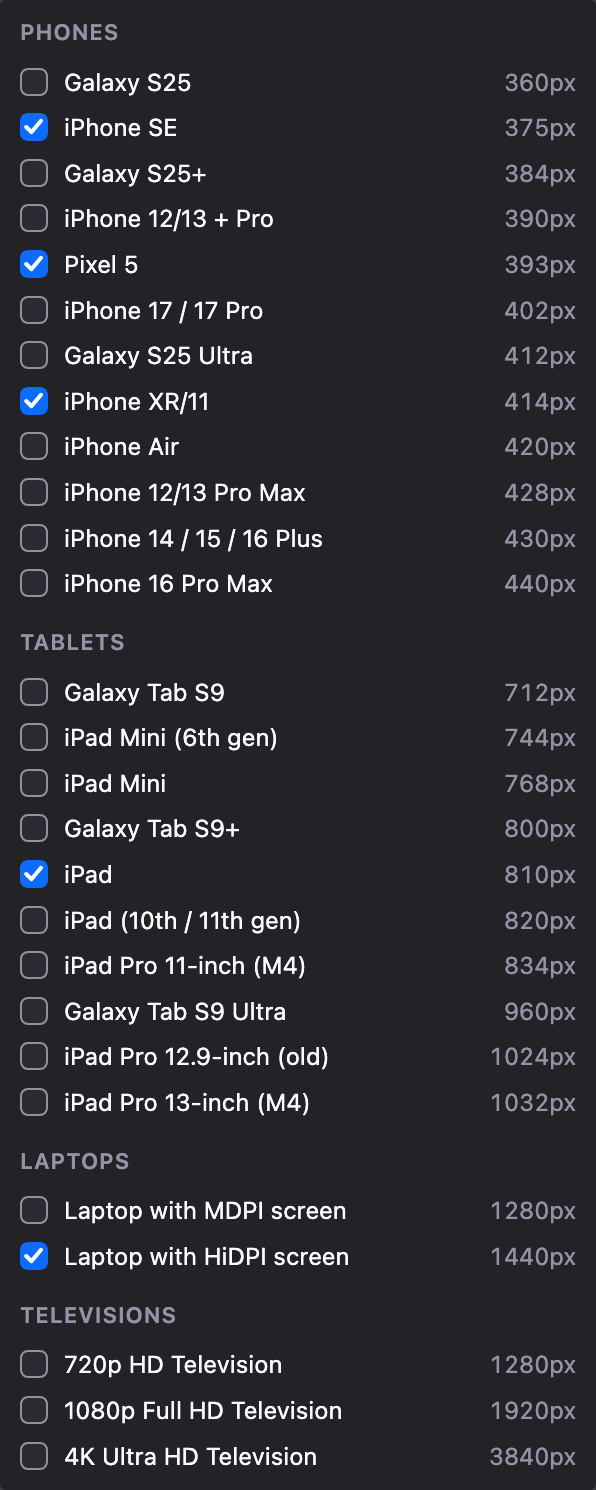 PHONES
Galaxy S25 360px
iPhone SE 375px
Galaxy S25+ 384px
iPhone 12/13 + Pro 390px
Pixel 5 393px
iPhone 17 / 17 Pro 402px
Galaxy S25 Ultra 412px
iPhone XR/11 414px
iPhone Air 420px
iPhone 12/13 Pro Max 428px
iPhone 14 / 15 / 16 Plus 430px
iPhone 16 Pro Max 440px
TABLETS
Galaxy Tab S9 712px
iPad Mini (6th gen) 744px
iPad Mini 768px
Galaxy Tab S9+ 800px
iPad 810px
iPad (10th / 11th gen) 820px
iPad Pro 11-inch (M4) 834px
Galaxy Tab S9 Ultra 960px
iPad Pro 12.9-inch (old) 1024px
iPad Pro 13-inch (M4) 1032px
LAPTOPS
Laptop with MDPI screen 1280px
Laptop with HiDPI screen 1440px
TELEVISIONS
720p HD Television 1280px
1080p Full HD Television 1920px
4K Ultra HD Television 3840px